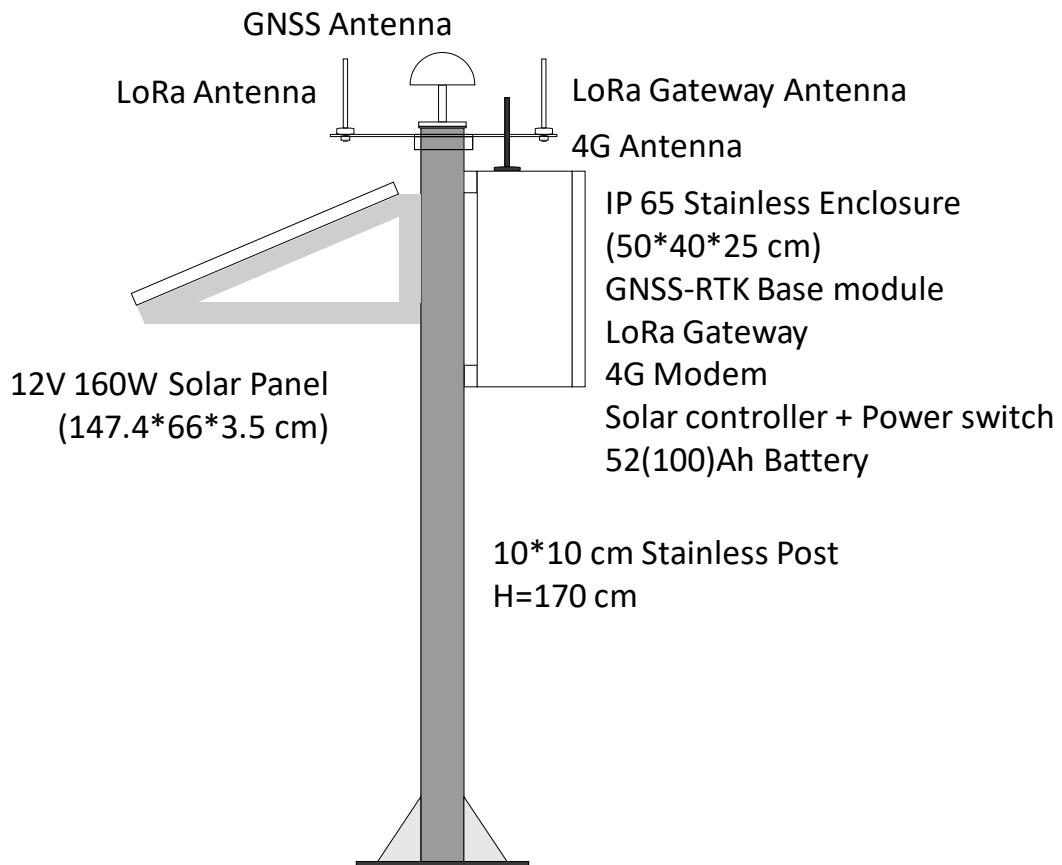 GNSS Antenna
LoRa Antenna
LoRa Gateway Antenna
4G Antenna
IP 65 Stainless Enclosure
(50*40*25 cm)
GNSS-RTK Base module
LoRa Gateway
4G Modem
Solar controller + Power switch
52(100)Ah Battery
12V 160W Solar Panel
(147.4*66*3.5 cm)
10*10 cm Stainless Post
H=170 cm